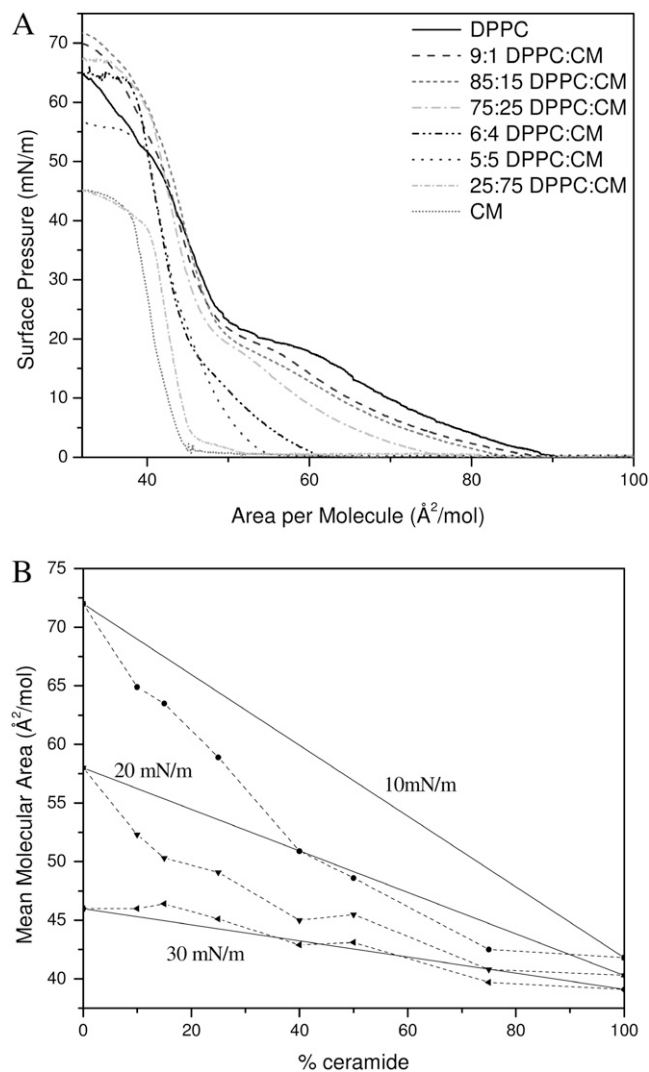 A
DPPC
9:1 DPPC:CM
85:15 DPPC:CM
75:25 DPPC:CM
6:4 DPPC:CM
5:5 DPPC:CM
25:75 DPPC:CM
CM
70
60
50
40
30
20
10
0
Surface Pressure (mN/m)
40 60 80 100
Area per Molecule (Å²/mol)
B
75
70
65
60
55
50
45
40
Mean Molecular Area (Å²/mol)
20 mN/m
10mN/m
30 mN/m
0 20 40 60 80 100
% ceramide